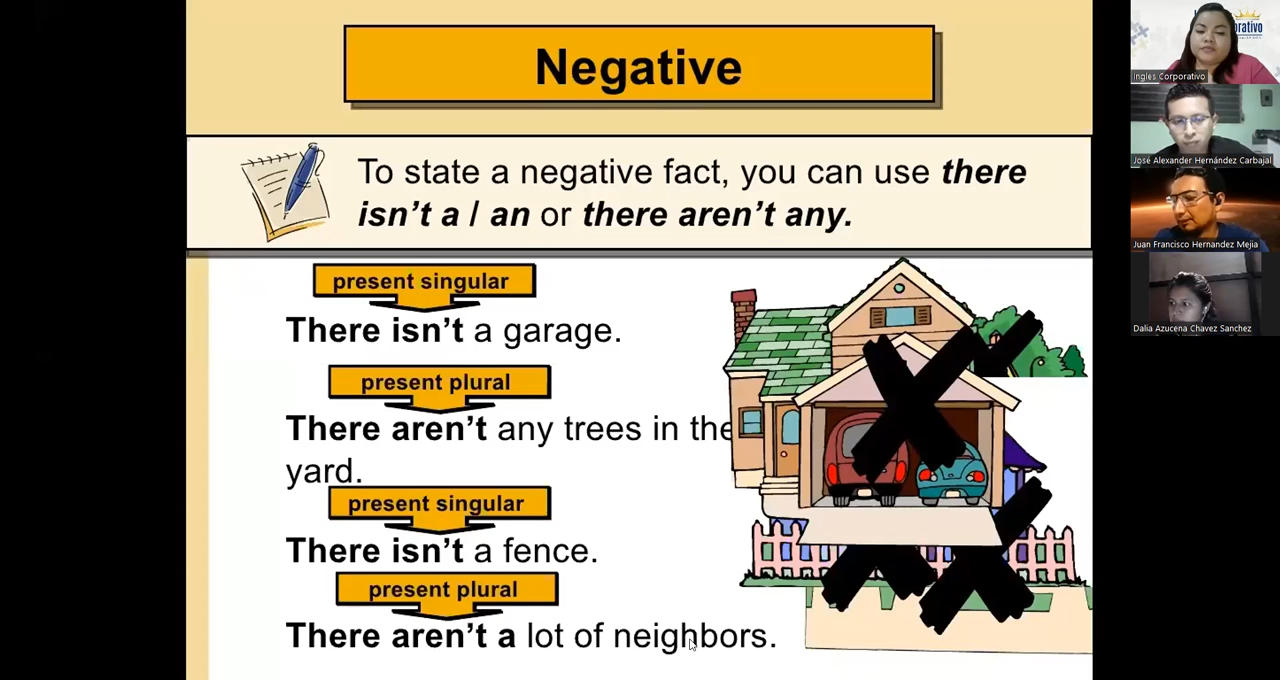 Negative
To state a negative fact, you can use there
isn't a / an or there aren't any.
present singular
There isn't a garage.
present plural
There aren't any trees in the
yard.
present singular
There isn't a fence.
present plural
There aren't a lot of neighbors.
orativo
Ingles Corporativo
José Alexander Hernández Carbajal
Juan Francisco Hernandez Mejia
Dalia Azucena Chavez Sanchez